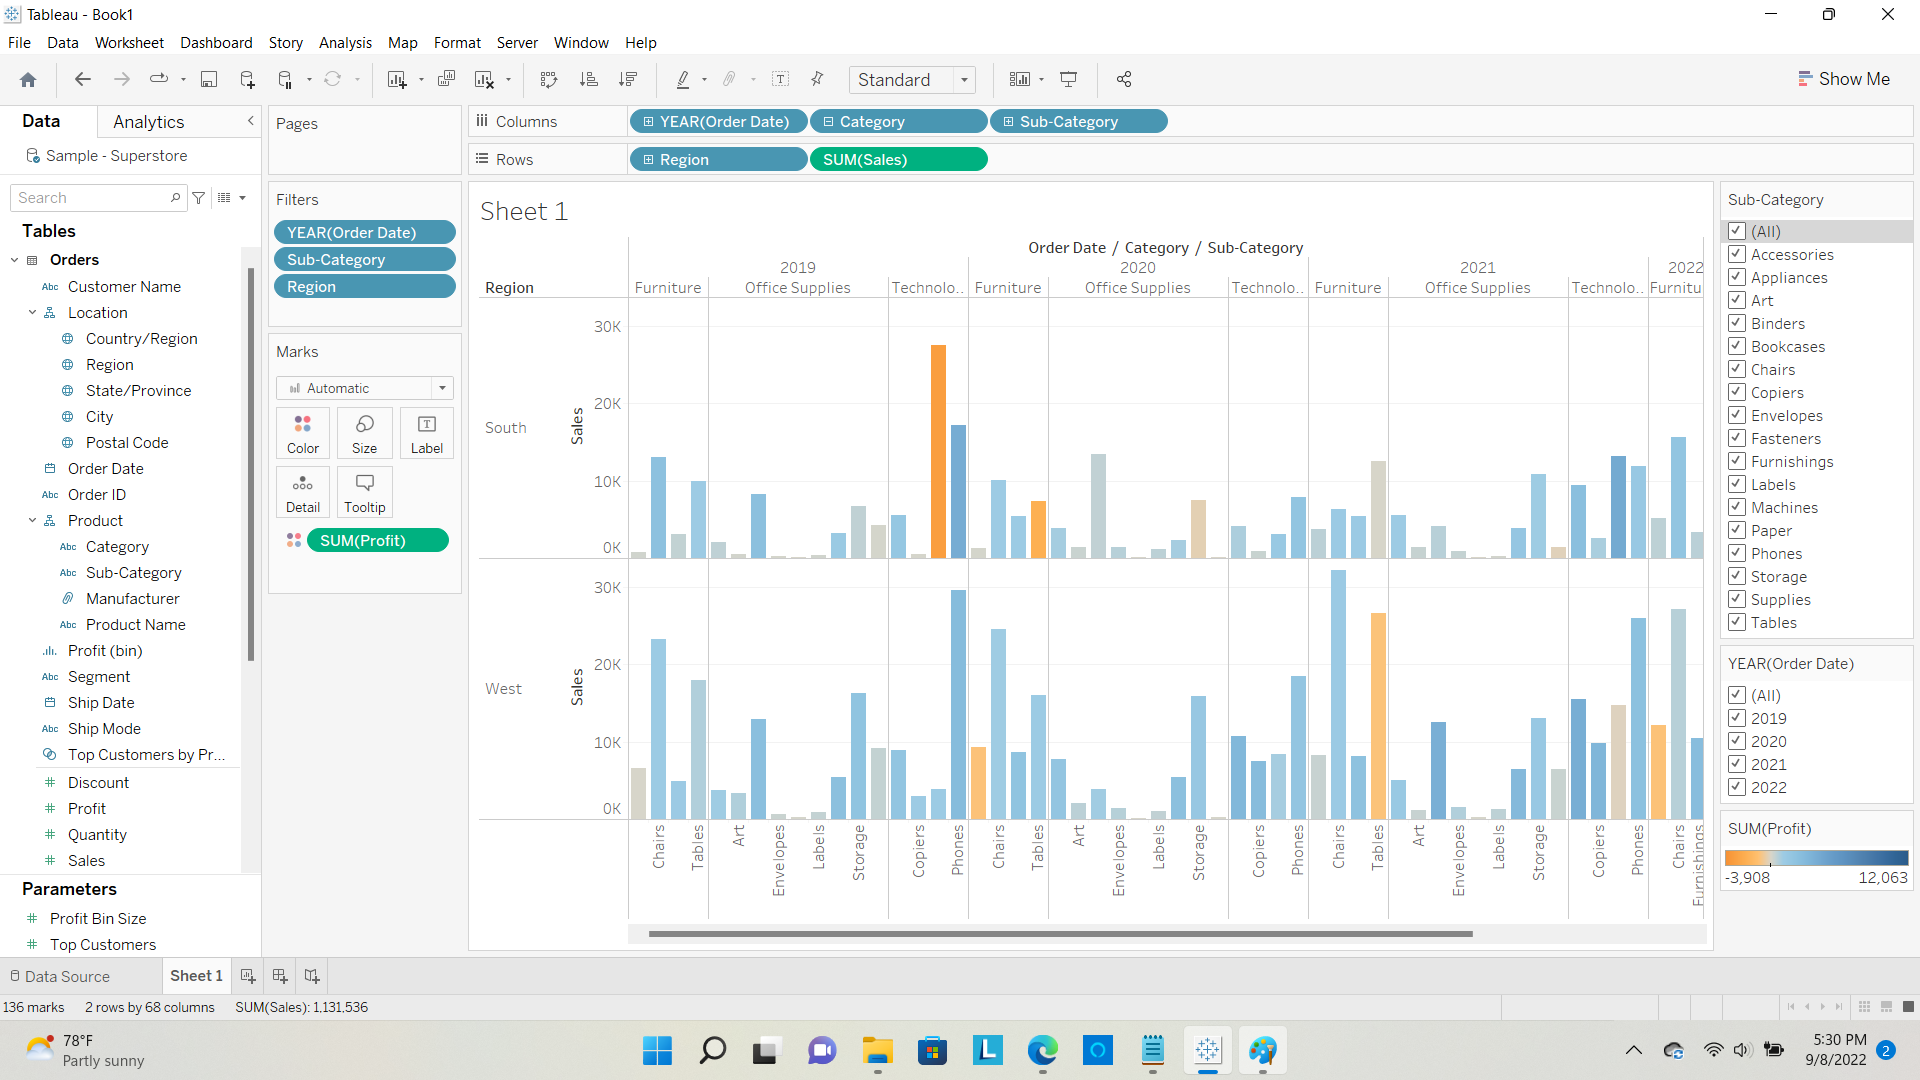 Tableau - Book1
File Data Worksheet Dashboard Story Analysis Map Format Server Window Help
Standard
Show Me
Data Analytics
Sample - Superstore
Search
Tables
Orders
Abc Customer Name
Location
Country/Region
Region
State/Province
City
Postal Code
Order Date
Abc Order ID
Product
Abc Category
Abc Sub-Category
Manufacturer
Abc Product Name
Profit (bin)
Abc Segment
Ship Date
Abc Ship Mode
Top Customers by Pr...
# Discount
# Profit
# Quantity
# Sales
Parameters
# Profit Bin Size
# Top Customers
Pages
Filters
YEAR(Order Date)
Sub-Category
Region
Marks
Automatic
Color Size Label
Detail Tooltip
SUM(Profit)
Columns YEAR(Order Date) Category Sub-Category
Rows Region SUM(Sales)
Sheet 1
Order Date / Category / Sub-Category
2019 2020 2021 2022
Region Furniture Office Supplies Technolo.. Furniture Office Supplies Technolo.. Furniture Office Supplies Technolo.. Furnitu
South
Sales
30K
20K
10K
0K
West
Sales
30K
20K
10K
0K
Chairs Tables Art Envelopes Labels Storage Copiers Phones Chairs Tables Art Envelopes Labels Storage Copiers Phones Chairs Tables Art Envelopes Labels Storage Copiers Phones Chairs Furnishings
Sub-Category
(All)
Accessories
Appliances
Art
Binders
Bookcases
Chairs
Copiers
Envelopes
Fasteners
Furnishings
Labels
Machines
Paper
Phones
Storage
Supplies
Tables
YEAR(Order Date)
(All)
2019
2020
2021
2022
SUM(Profit)
-3,908 12,063
Data Source Sheet 1
136 marks 2 rows by 68 columns SUM(Sales): 1,131,536
78°F
Partly sunny
L
5:30 PM
9/8/2022
2